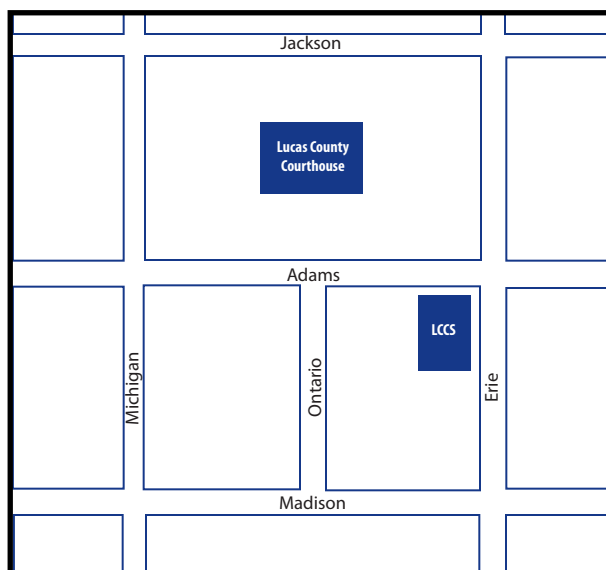 Jackson
Lucas County
Courthouse
Adams
LCCS
Michigan
Ontario
Erie
Madison